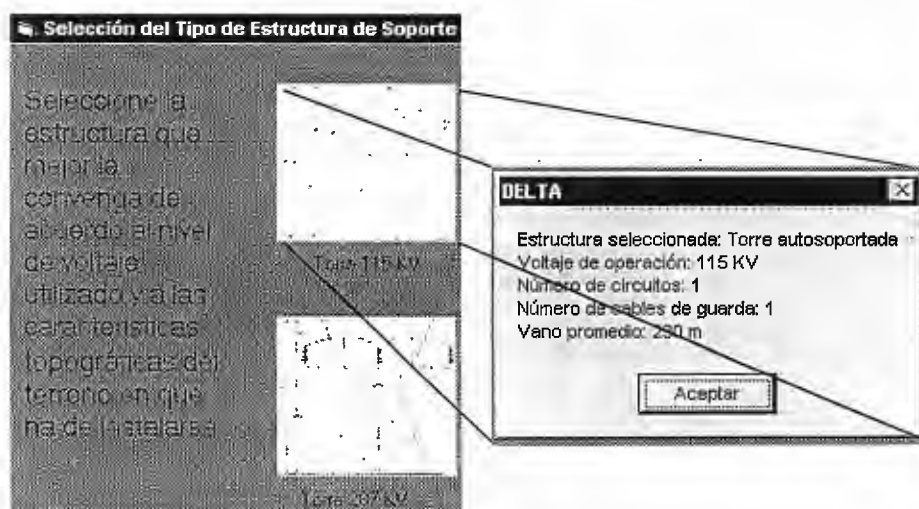 Selección del Tipo de Estructura de Soporte
Seleccione la
estructura que
mejor le
convenga de
acuerdo al nivel
de voltaje
utilizado y a las
características
topográficas del
terreno en que
ha de instalarse
Torre 115 KV
Torre KV
DELTA
Estructura seleccionada: Torre autosoportada
Voltaje de operación: 115 KV
Número de circuitos: 1
Número de cables de guarda: 1
Vano promedio: m
Aceptar